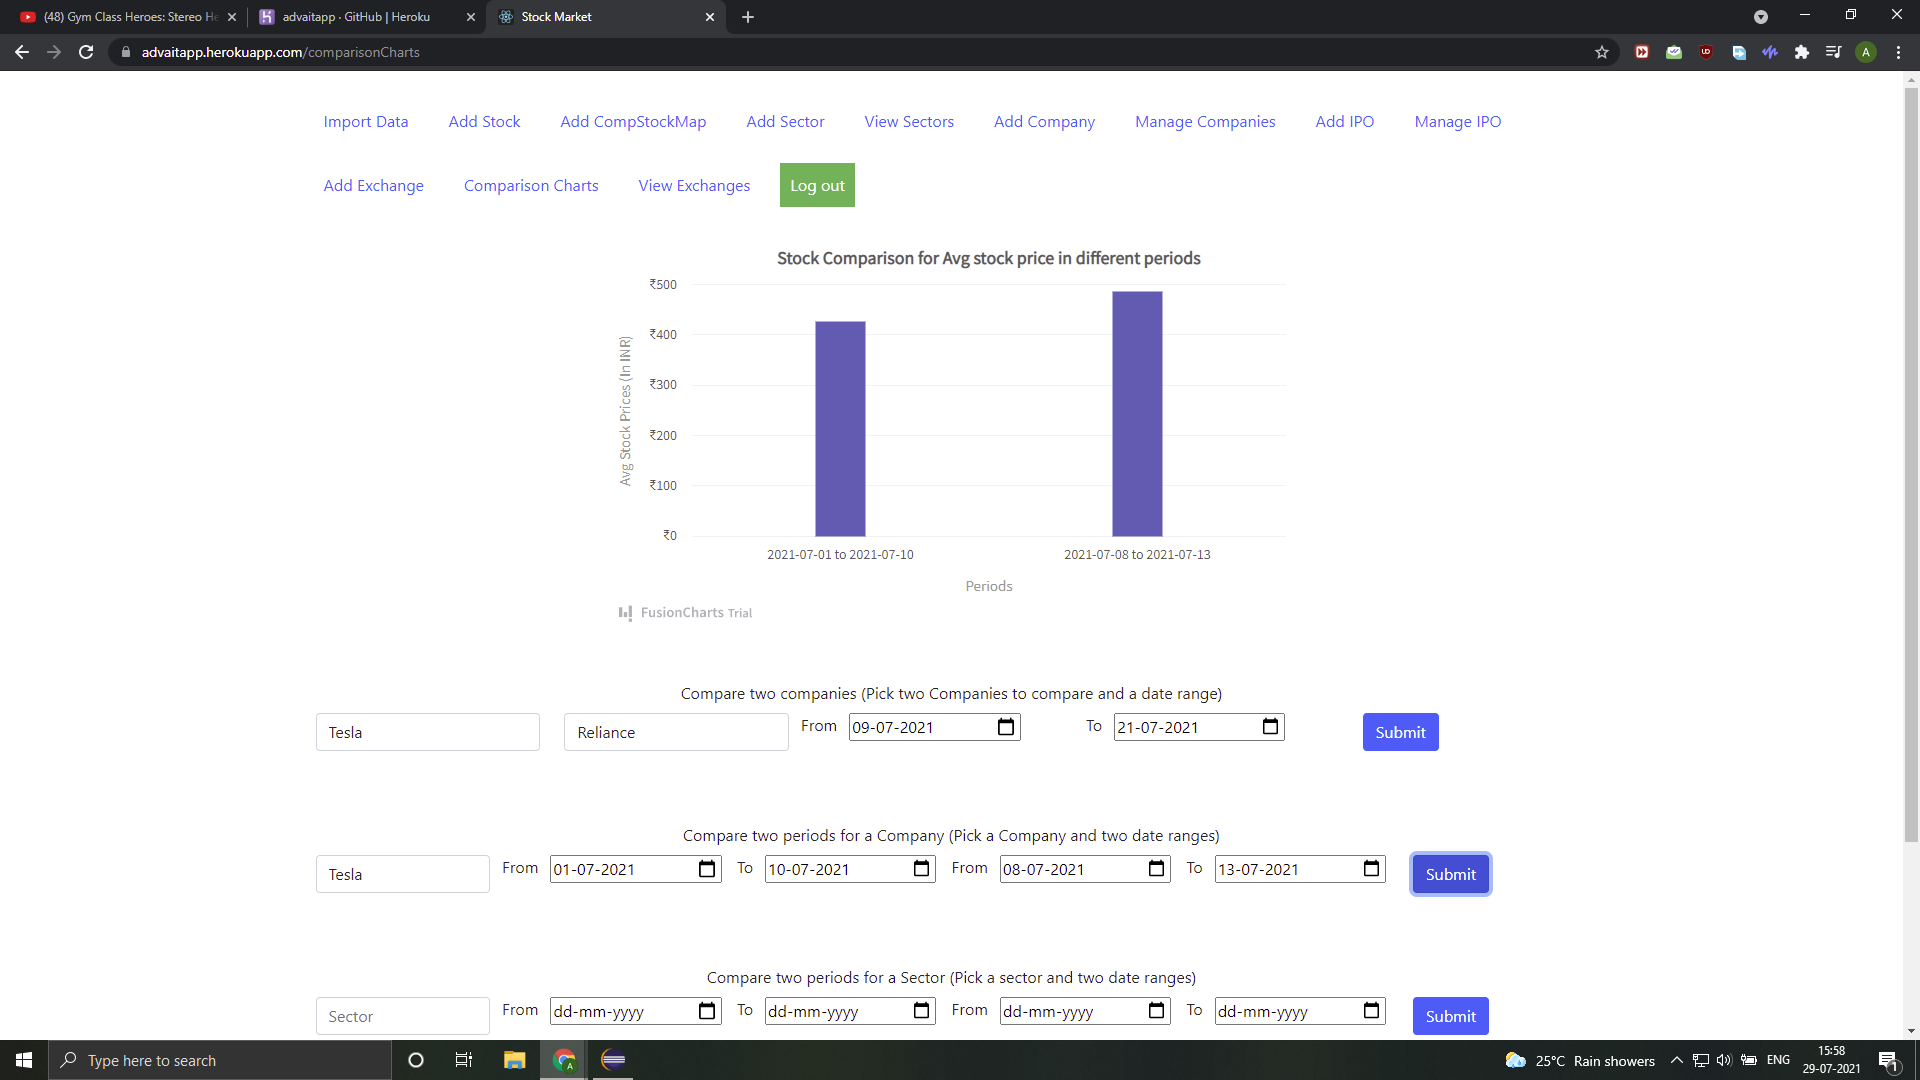 (48) Gym Class Heroes: Stereo He
advaitapp · GitHub | Heroku
Stock Market
advaitapp.herokuapp.com/comparisonCharts
A
Import Data Add Stock Add CompStockMap Add Sector View Sectors Add Company Manage Companies Add IPO Manage IPO
Add Exchange Comparison Charts View Exchanges Log out
Stock Comparison for Avg stock price in different periods
Avg Stock Prices (In INR)
₹500
₹400
₹300
₹200
₹100
₹0
2021-07-01 to 2021-07-10 2021-07-08 to 2021-07-13
Periods
FusionCharts Trial
Compare two companies (Pick two Companies to compare and a date range)
Tesla Reliance From 09-07-2021 To 21-07-2021 Submit
Compare two periods for a Company (Pick a Company and two date ranges)
Tesla From 01-07-2021 To 10-07-2021 From 08-07-2021 To 13-07-2021 Submit
Compare two periods for a Sector (Pick a sector and two date ranges)
Sector From dd-mm-yyyy To dd-mm-yyyy From dd-mm-yyyy To dd-mm-yyyy Submit
Type here to search
A
25°C Rain showers
ENG
15:58
29-07-2021
1